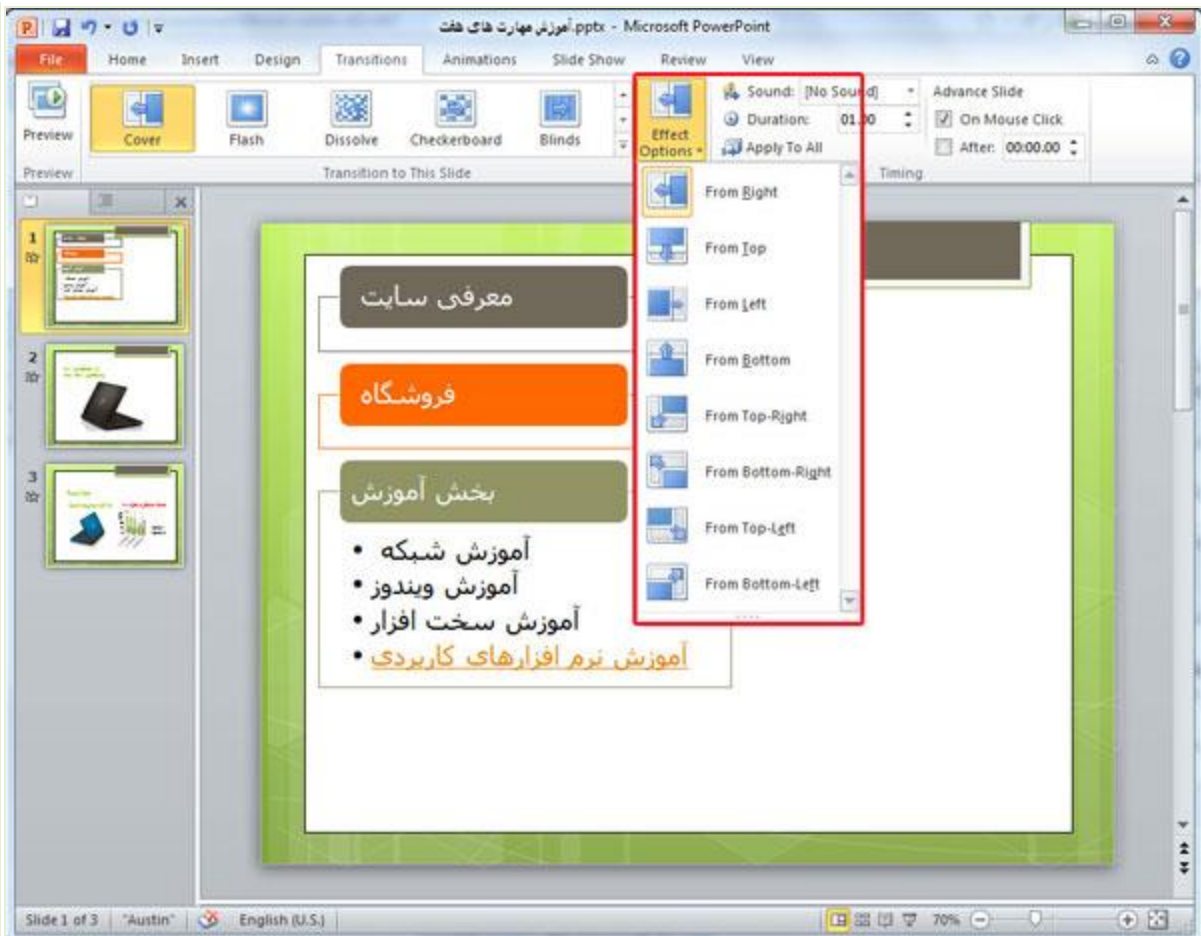 آموزش مهارت های هفت.pptx - Microsoft PowerPoint
File Home Insert Design Transitions Animations Slide Show Review View
Preview
Cover
Flash
Dissolve
Checkerboard
Blinds
Effect Options
Sound: [No Sound]
Duration: 01.00
Apply To All
Advance Slide
On Mouse Click
After: 00:00.00
Preview
Transition to This Slide
Timing
From Right
From Top
From Left
From Bottom
From Top-Right
From Bottom-Right
From Top-Left
From Bottom-Left
1
2
3
معرفی سایت
فروشگاه
بخش آموزش
• آموزش شبکه
• آموزش ویندوز
• آموزش سخت افزار
• آموزش نرم افزارهای کاربردی
Slide 1 of 3 "Austin" English (U.S.) 70%